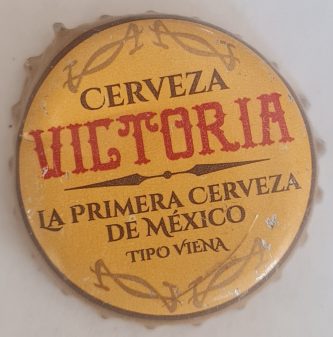 CERVEZA
VICTORIA
LA PRIMERA CERVEZA
DE MÉXICO
TIPO VIENA